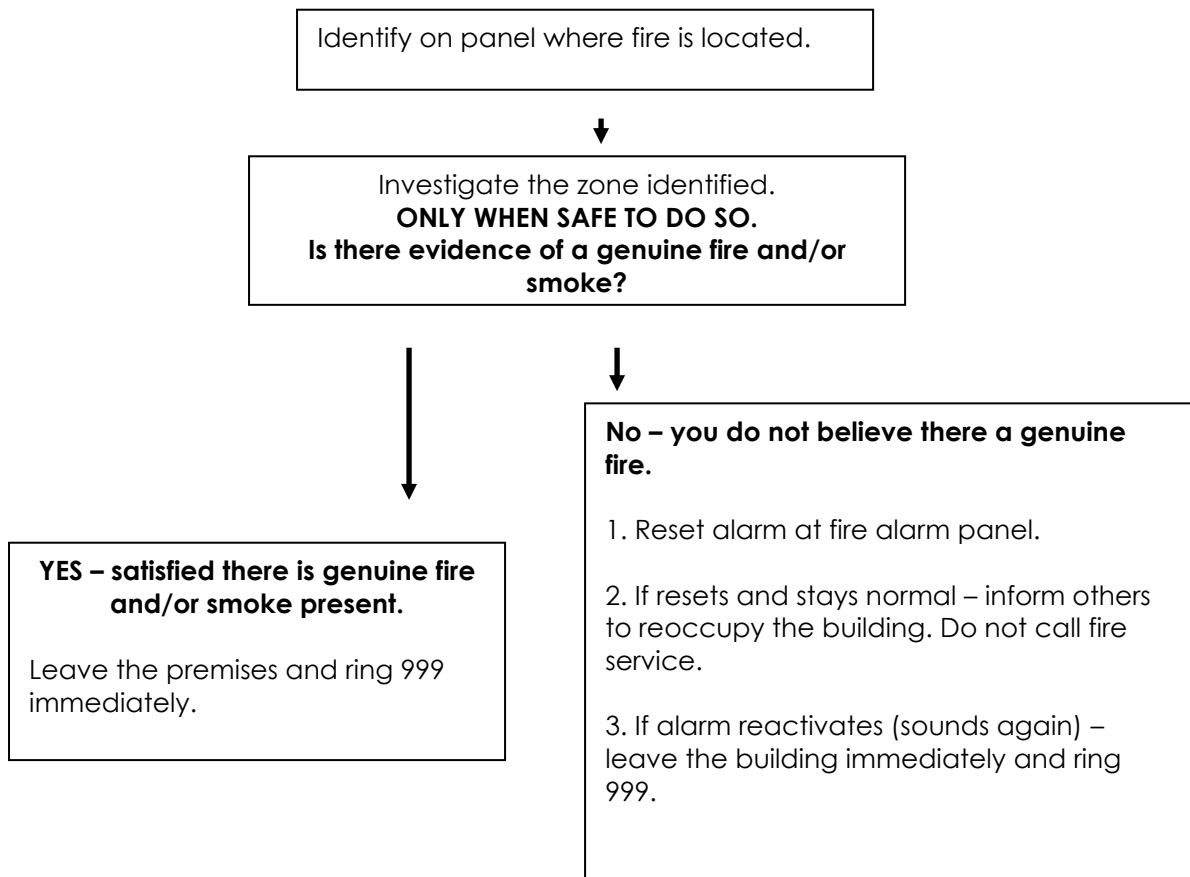 Identify on panel where fire is located.
Investigate the zone identified.
ONLY WHEN SAFE TO DO SO.
Is there evidence of a genuine fire and/or
smoke?
YES – satisfied there is genuine fire
and/or smoke present.
Leave the premises and ring 999
immediately.
No – you do not believe there a genuine
fire.
1. Reset alarm at fire alarm panel.
2. If resets and stays normal – inform others
to reoccupy the building. Do not call fire
service.
3. If alarm reactivates (sounds again) –
leave the building immediately and ring
999.